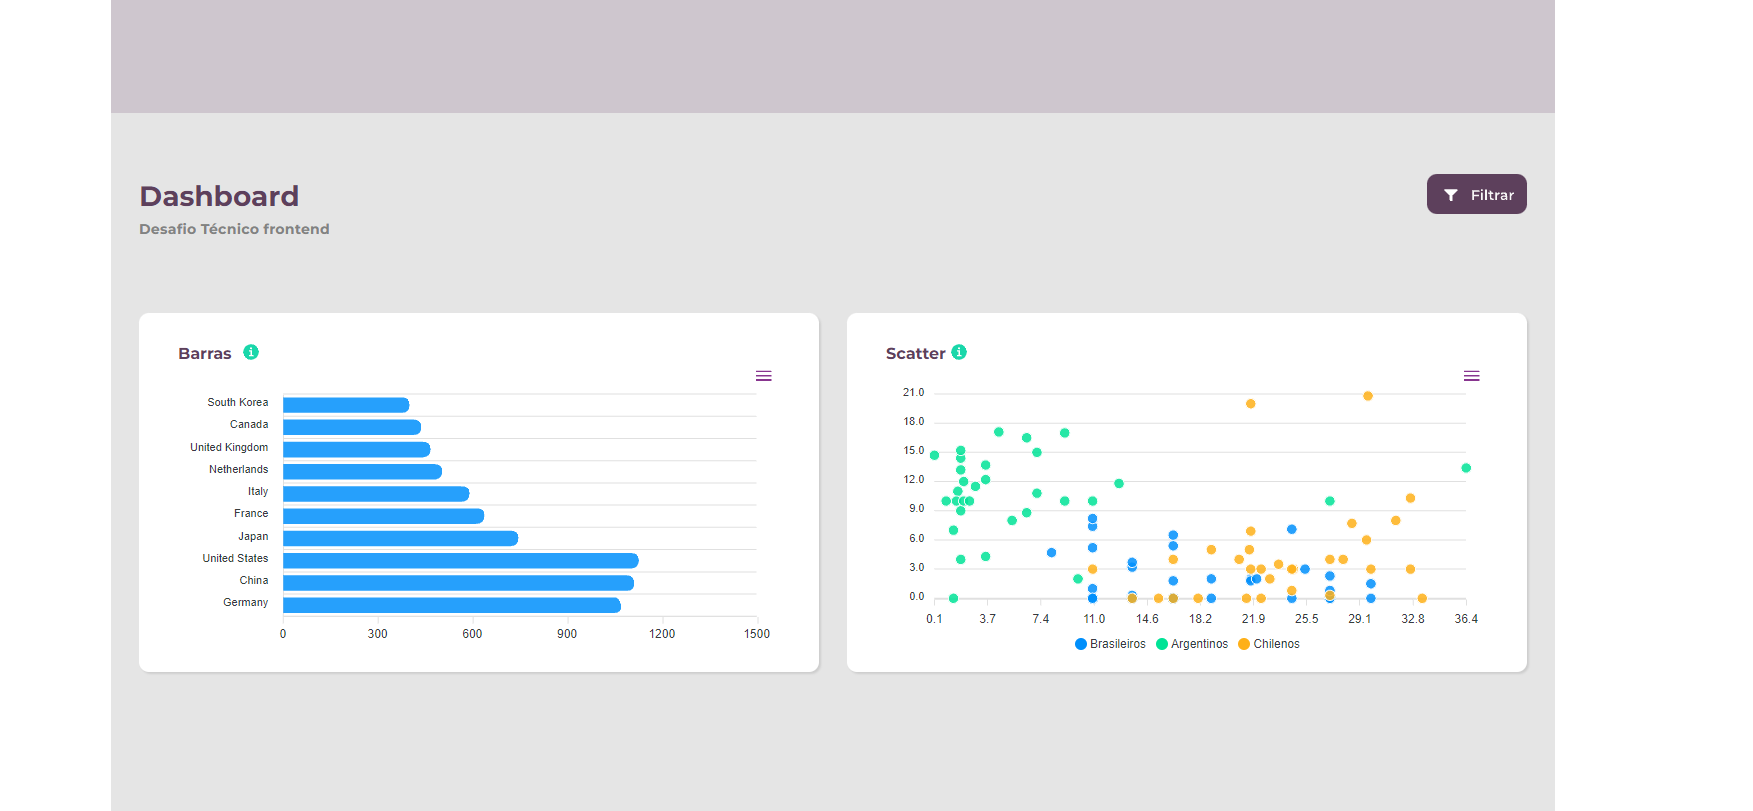 Dashboard
Filtrar
Desafio Técnico frontend
Barras
South Korea
Canada
United Kingdom
Netherlands
Italy
France
Japan
United States
China
Germany
0 300 600 900 1200 1500
Scatter
21.0
18.0
15.0
12.0
9.0
6.0
3.0
0.0
0.1 3.7 7.4 11.0 14.6 18.2 21.9 25.5 29.1 32.8 36.4
Brasileiros Argentinos Chilenos